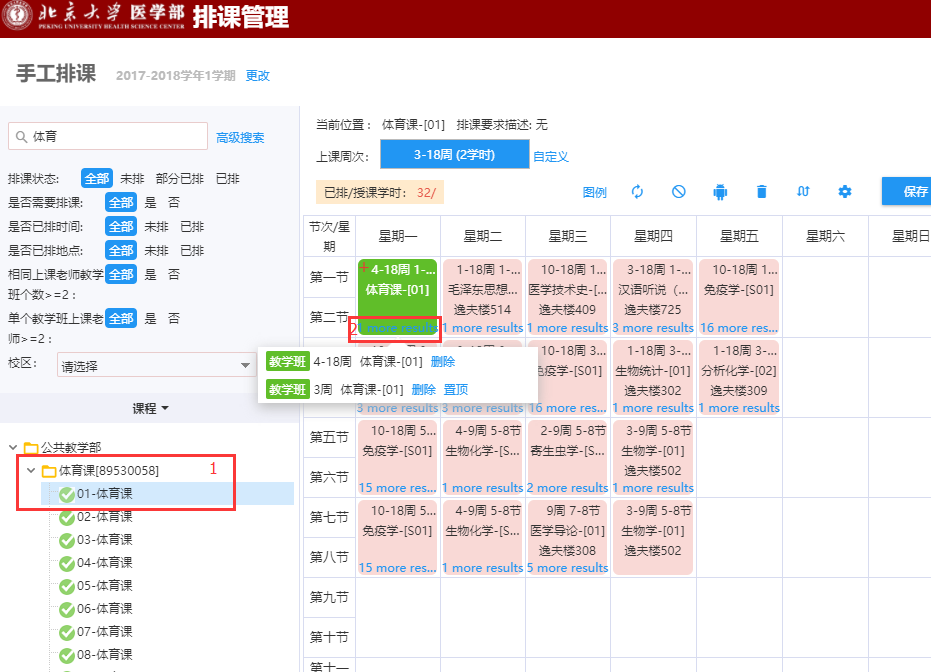 北京大学医学部 排课管理
PEKING UNIVERSITY HEALTH SCIENCE CENTER
手工排课 2017-2018学年1学期 更改
体育 高级搜索
排课状态: 全部 未排 部分已排 已排
是否需要排课: 全部 是 否
是否已排时间: 全部 未排 已排
是否已排地点: 全部 未排 已排
相同上课老师教学 全部 是 否
班个数>=2：
单个教学班上课老 全部 是 否
师>=2：
校区: 请选择
课程
公共教学部
体育课[89530058] 1
01-体育课
02-体育课
03-体育课
04-体育课
05-体育课
06-体育课
07-体育课
08-体育课
当前位置： 体育课-[01] 排课要求描述: 无
上课周次: 3-18周 (2学时) 自定义
已排/授课学时： 32/ 图例 保存
节次/星期 星期一 星期二 星期三 星期四 星期五 星期六 星期日
第一节
第二节
4-18周 1-...
体育课-[01]
2
1 more results
1-18周 1-...
毛泽东思想...
逸夫楼514
1 more results
10-18周 1...
医学技术史-[...
逸夫楼409
1 more results
3-18周 1-...
汉语听说（...
逸夫楼725
3 more results
10-18周 1...
免疫学-[S01]
16 more res...
教学班 4-18周 体育课-[01] 删除
教学班 3周 体育课-[01] 删除 置顶
3 more results
3 more results
10-18周 3...
免疫学-[S01]
16 more res...
1-18周 3-...
生物统计-[01]
逸夫楼302
1 more results
1-18周 3-...
分析化学-[02]
逸夫楼309
1 more results
第五节
第六节
10-18周 5...
免疫学-[S01]
15 more res...
4-9周 5-8节
生物化学-[S...
1 more results
2-9周 5-8节
寄生虫学-[S...
2 more results
3-9周 5-8节
生物学-[01]
逸夫楼502
1 more results
第七节
第八节
10-18周 5...
免疫学-[S01]
15 more res...
4-9周 5-8节
生物化学-[S...
1 more results
9周 7-8节
医学导论-[01]
逸夫楼308
5 more results
3-9周 5-8节
生物学-[01]
逸夫楼502
第九节
第十节
第十一